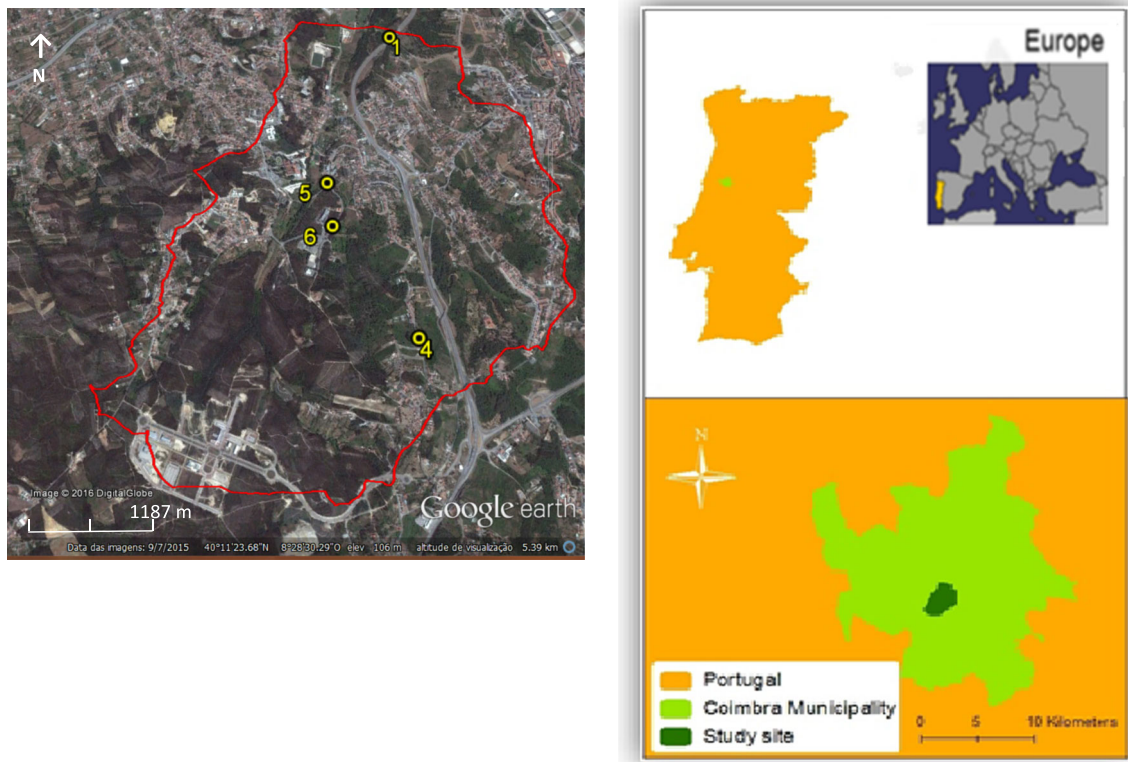 N
1
5
6
4
Image © 2016 DigitalGlobe
Google earth
1187 m
Data das imagens: 9/7/2015 40°11'23.68"N 8°28'30.29"O elev 106 m altitude de visualização 5.39 km
Europe
N
Portugal
Coimbra Municipality
Study site
0 5 10 Kilometers